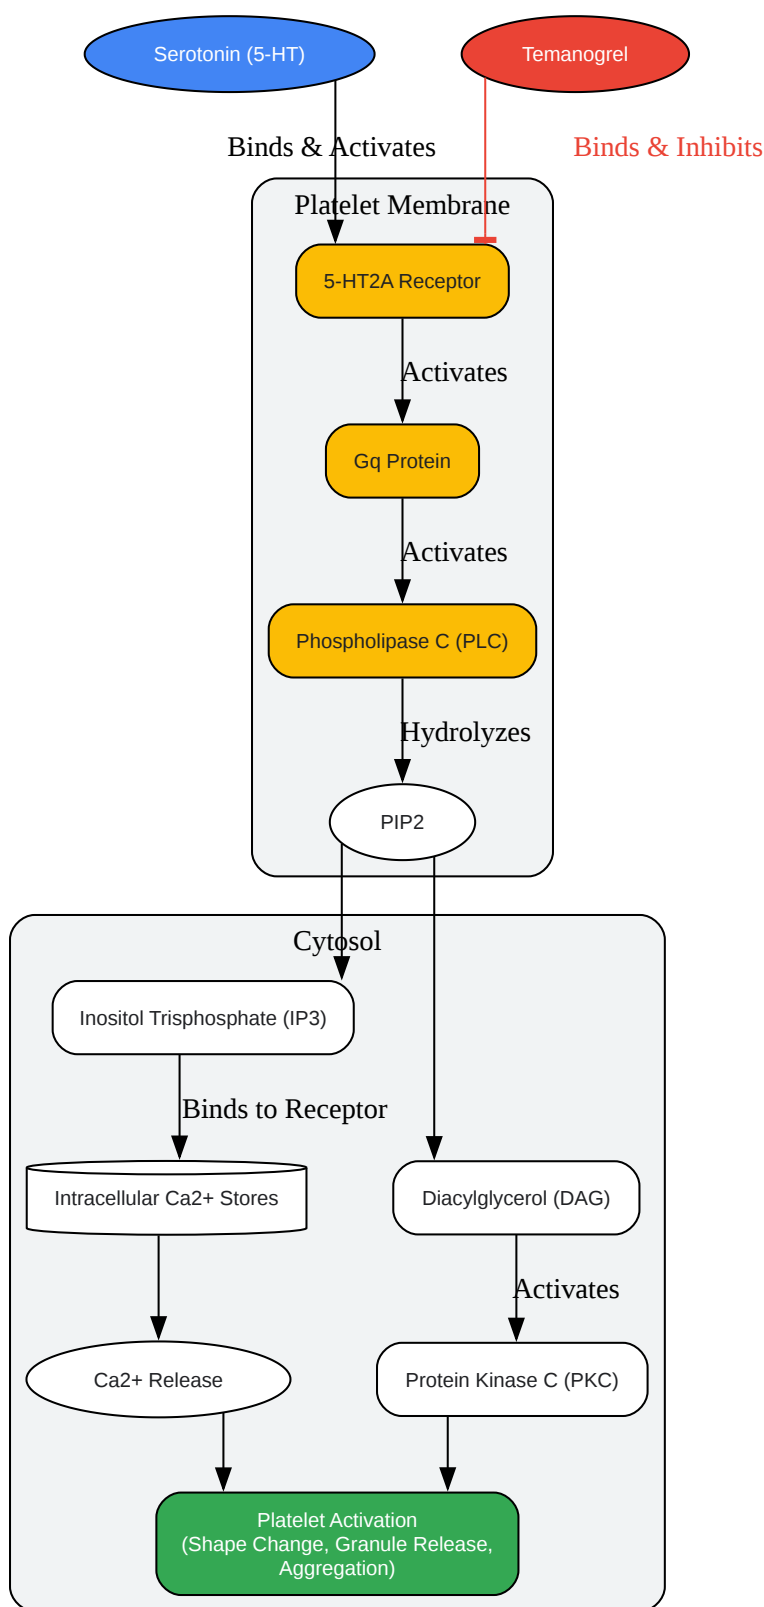 Serotonin (5-HT)
Temanogrel
Binds & Activates
Binds & Inhibits
Platelet Membrane
5-HT2A Receptor
Activates
Gq Protein
Activates
Phospholipase C (PLC)
Hydrolyzes
PIP2
Cytosol
Inositol Trisphosphate (IP3)
Binds to Receptor
Intracellular Ca2+ Stores
Diacylglycerol (DAG)
Activates
Ca2+ Release
Protein Kinase C (PKC)
Platelet Activation
(Shape Change, Granule Release,
Aggregation)